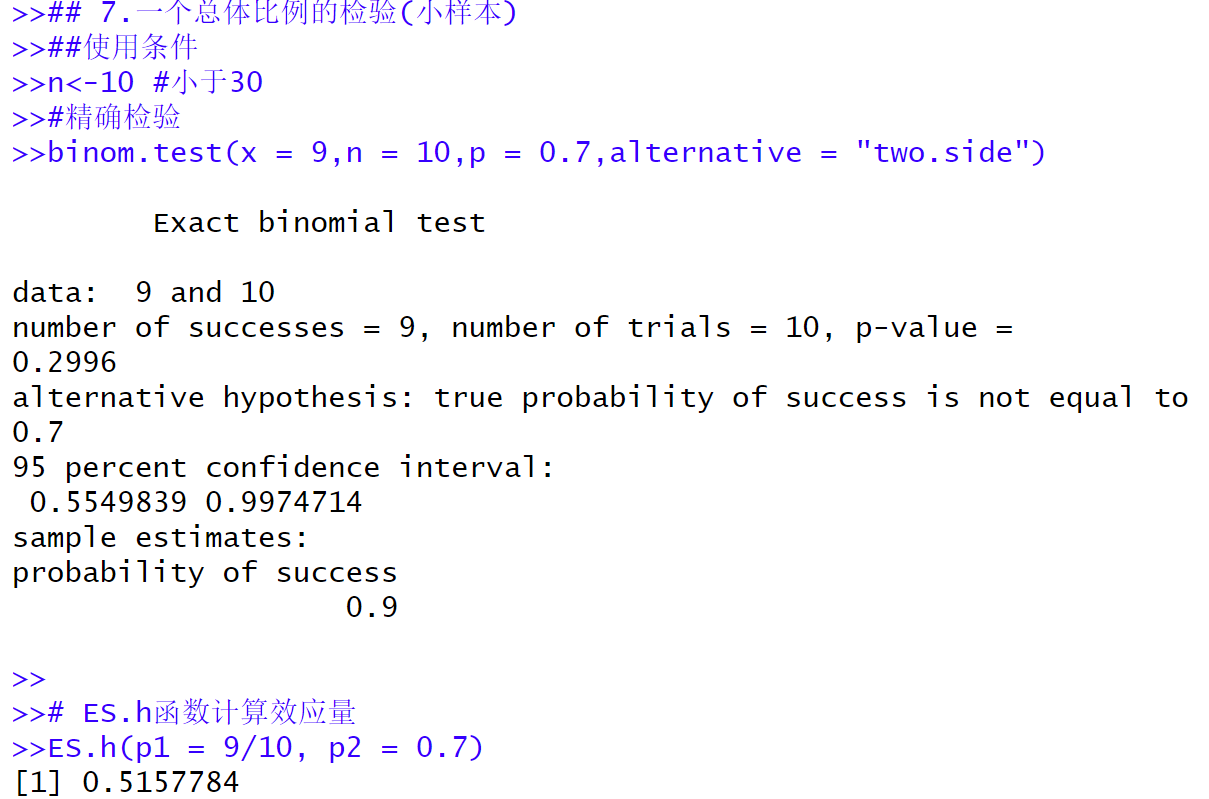 >>## 7.一个总体比例的检验(小样本)
>>##使用条件
>>n<-10 #小于30
>>#精确检验
>>binom.test(x = 9,n = 10,p = 0.7,alternative = "two.side")
Exact binomial test
data:  9 and 10
number of successes = 9, number of trials = 10, p-value =
0.2996
alternative hypothesis: true probability of success is not equal to
0.7
95 percent confidence interval:
 0.5549839 0.9974714
sample estimates:
probability of success
0.9
>>
>># ES.h函数计算效应量
>>ES.h(p1 = 9/10, p2 = 0.7)
[1] 0.5157784